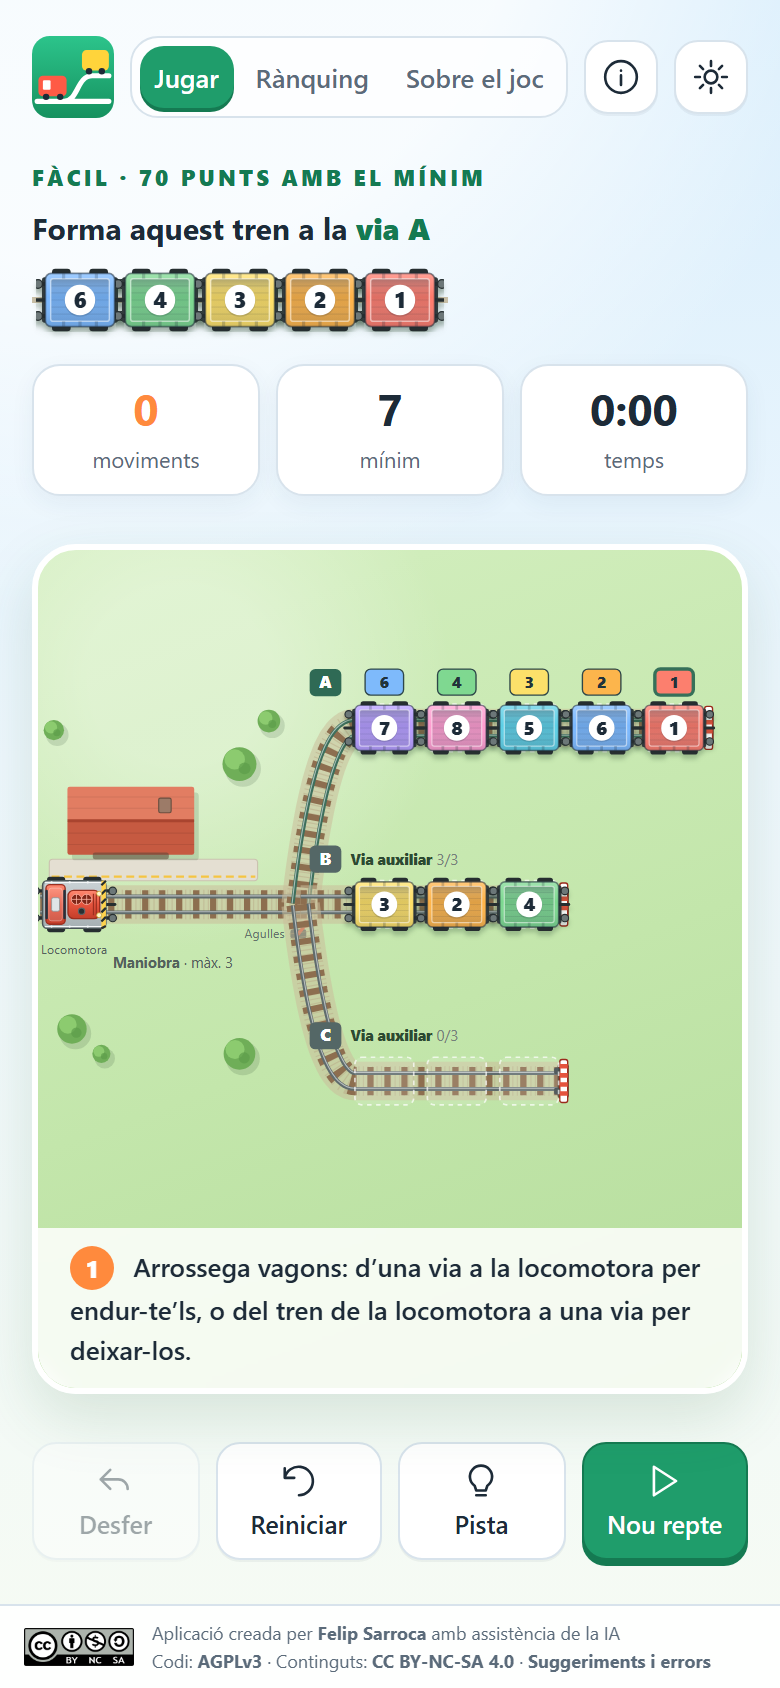 Jugar Rànquing Sobre el joc
FÀCIL · 70 PUNTS AMB EL MÍNIM
Forma aquest tren a la via A
6 4 3 2 1
0 7 0:00
moviments mínim temps
A 6 4 3 2 1
7 8 5 6 1
B Via auxiliar 3/3
3 2 4
Agulles
Locomotora
Maniobra · màx. 3
C Via auxiliar 0/3
1 Arrossega vagons: d’una via a la locomotora per
endur-te’ls, o del tren de la locomotora a una via per
deixar-los.
Desfer Reiniciar Pista Nou repte
cc BY NC SA
Aplicació creada per Felip Sarroca amb assistència de la IA
Codi: AGPLv3 · Continguts: CC BY-NC-SA 4.0 · Suggeriments i errors